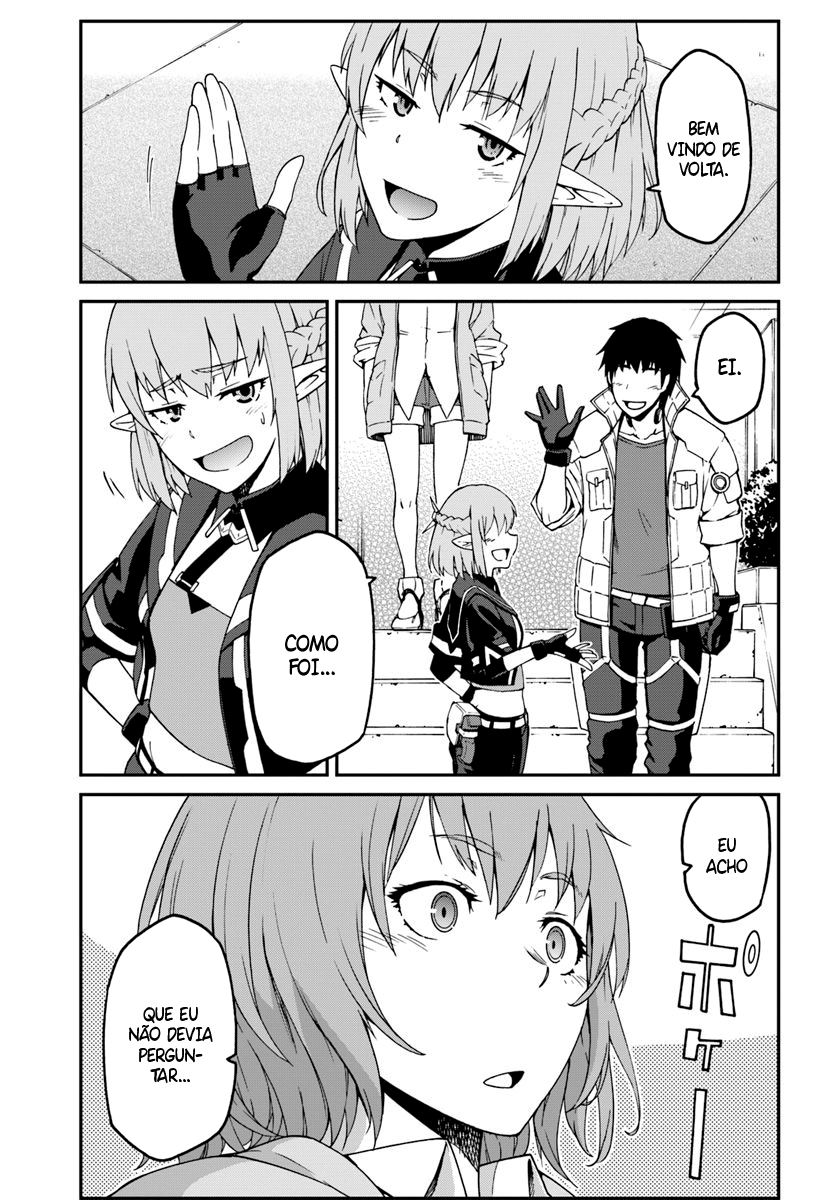 BEM
VINDO DE
VOLTA.
EI.
COMO
FOI...
EU
ACHO
ポケー
QUE EU
NÃO DEVIA
PERGUN-
TAR...